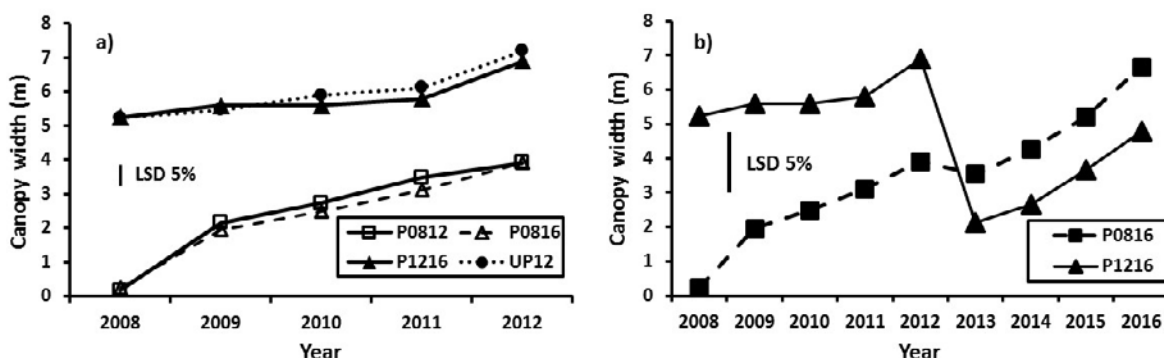 a)
Canopy width (m)
8
7
6
5
4
3
2
1
0
LSD 5%
P0812 P0816
P1216 UP12
2008 2009 2010 2011 2012
Year
b)
Canopy width (m)
8
7
6
5
4
3
2
1
0
LSD 5%
P0816
P1216
2008 2009 2010 2011 2012 2013 2014 2015 2016
Year